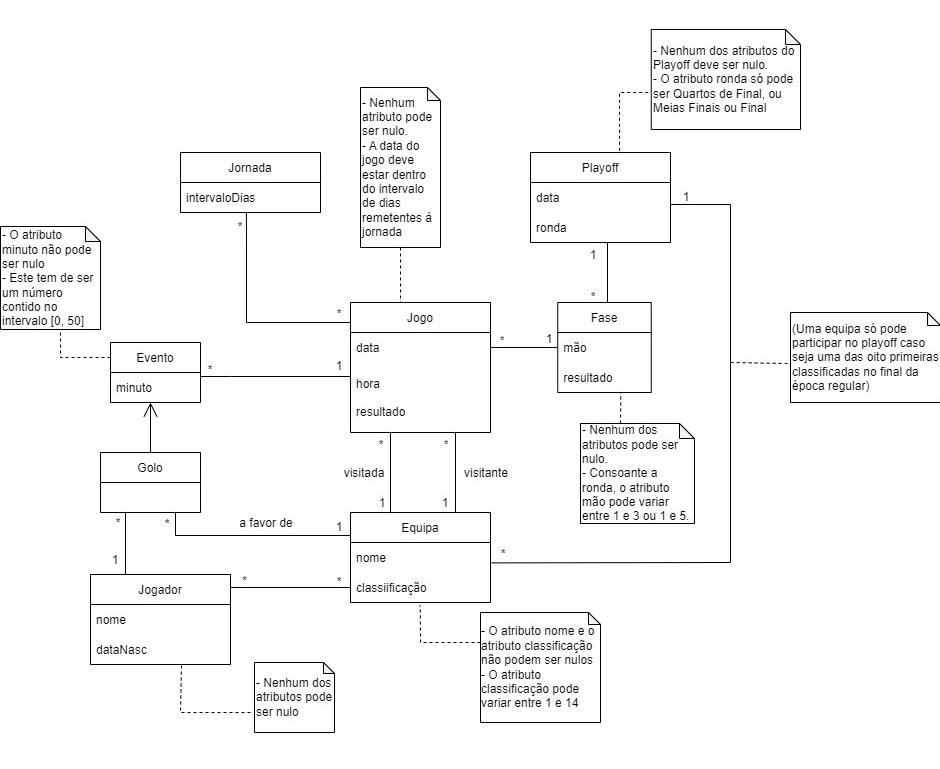 - Nenhum dos atributos do
Playoff deve ser nulo.
- O atributo ronda só pode
ser Quartos de Final, ou
Meias Finais ou Final
- Nenhum
atributo pode
ser nulo.
- A data do
jogo deve
estar dentro
do intervalo
de dias
remetentes á
jornada
Jornada
intervaloDias
*
Playoff
data
ronda
1
1
- O atributo
minuto não pode
ser nulo
- Este tem de ser
um número
contido no
intervalo [0, 50]
*
*
Jogo
data
hora
resultado
Fase
mão
resultado
*
1
(Uma equipa só pode
participar no playoff caso
seja uma das oito primeiras
classificadas no final da
época regular)
Evento
minuto
*
1
- Nenhum dos
atributos pode ser
nulo.
- Consoante a
ronda, o atributo
mão pode variar
entre 1 e 3 ou 1 e 5.
*
*
visitada
visitante
1
1
Golo
*
*
a favor de
1
Equipa
nome
classiificação
*
1
*
*
Jogador
nome
dataNasc
- O atributo nome e o
atributo classificação
não podem ser nulos
- O atributo
classificação pode
variar entre 1 e 14
- Nenhum dos
atributos pode
ser nulo